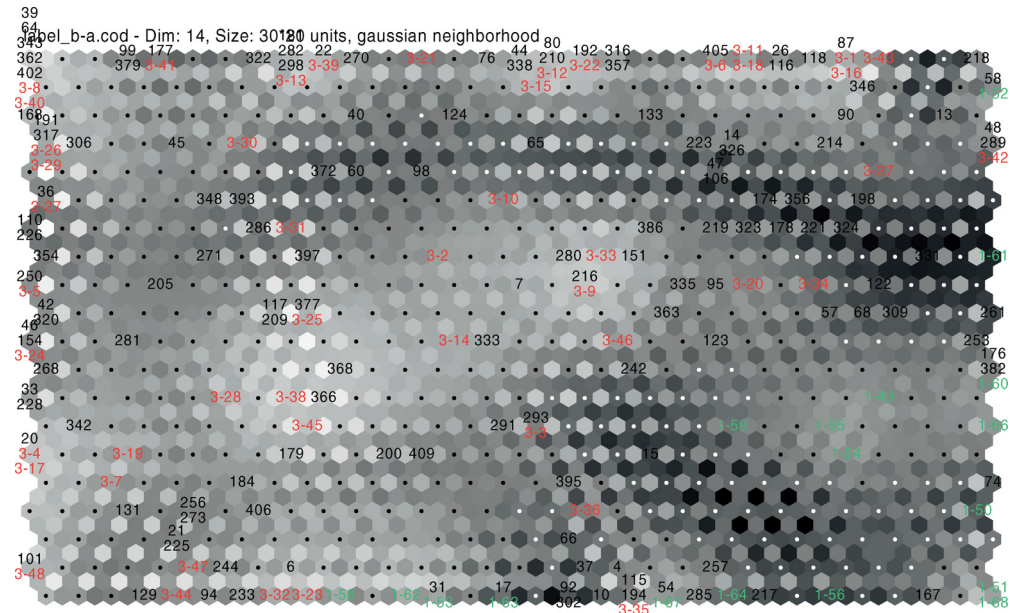 39
64
label_b-a.cod - Dim: 14, Size: 30*20 units, gaussian neighborhood
343 99 177 322 282 22 270 3-21 76 44 80 192 316 405 3-11 26 118 87 3-1 3-43 218
362 379 3-41 298 3-39 338 210 3-22 357 3-6 3-18 116
402 3-13 3-12 3-16 58
3-8 3-15 346 1-52
3-40
168 191 40 124 133 90 13
317 306 45 3-30 65 223 14 214 48
3-26 326 289
3-29 47 3-42
372 60 98 106 3-37
36 348 393 3-10 174 356 198
3-27
110 286 3-31 386 219 323 178 221 324
226
354 271 397 3-2 280 3-33 151 331 1-61
250 216
3-5 205 7 3-9 335 95 3-20 3-34 122
42 117 377 363 57 68 309 261
320 209 3-25
46
154 281 3-14 333 3-46 123 253
3-24 176
268 368 242 382
33 1-60
228 3-28 3-38 366 1-49
342 3-45 291 293 1-59 1-65 1-66
20 3-3
3-4 3-19 179 200 409 15 1-54
3-17
3-7 184 395 74
131 256 406 3-36 1-50
273
21 66
225
101 3-47 244 6 37 4 257
3-48 115
129 3-44 94 233 3-32 3-23 1-62 31 17 92 10 194 54 285 1-64 217 1-56 167 1-51
1-53 1-63 302 3-35 1-67 1-68